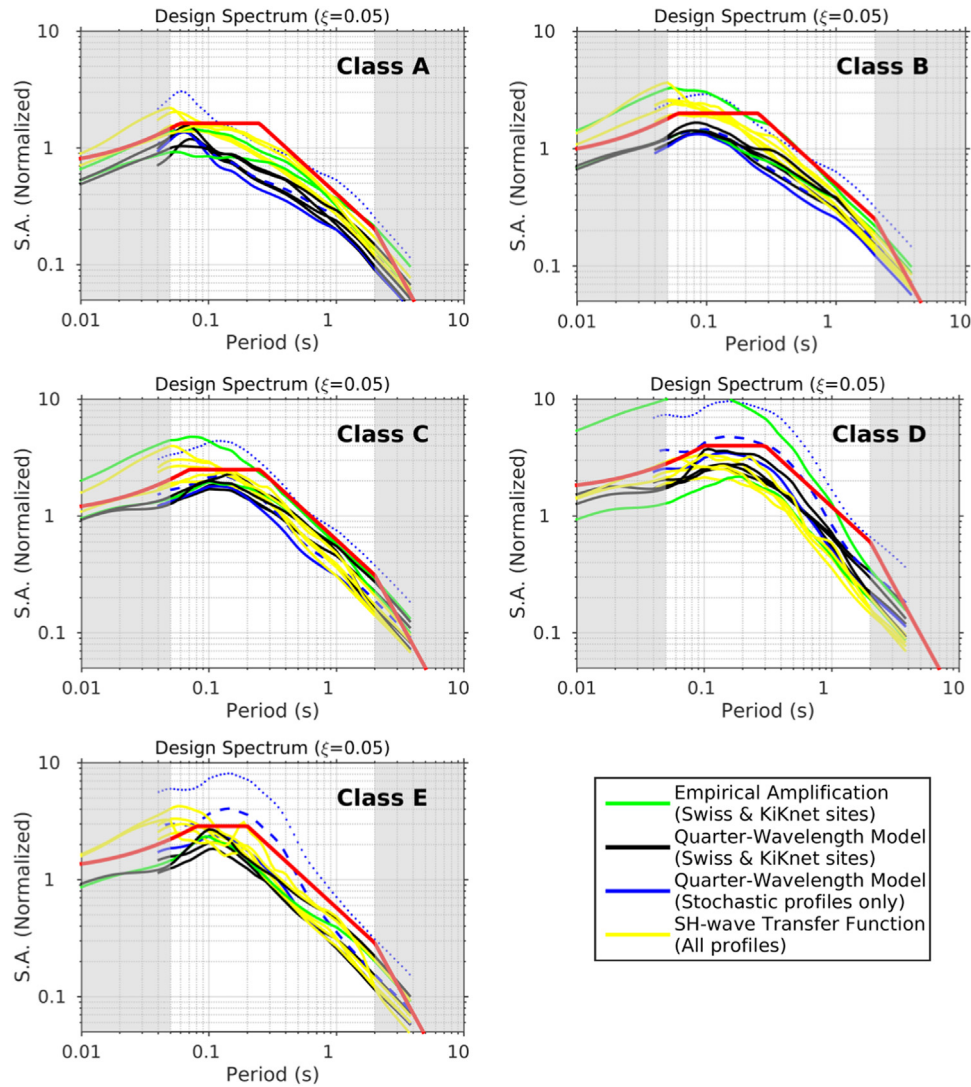 Design Spectrum (ξ=0.05)
Class A
S.A. (Normalized)
10
1
0.1
0.01
0.1
1
10
Period (s)
Design Spectrum (ξ=0.05)
Class B
S.A. (Normalized)
10
1
0.1
0.01
0.1
1
10
Period (s)
Design Spectrum (ξ=0.05)
Class C
S.A. (Normalized)
10
1
0.1
0.01
0.1
1
10
Period (s)
Design Spectrum (ξ=0.05)
Class D
S.A. (Normalized)
10
1
0.1
0.01
0.1
1
10
Period (s)
Design Spectrum (ξ=0.05)
Class E
S.A. (Normalized)
10
1
0.1
0.01
0.1
1
10
Period (s)
Empirical Amplification
(Swiss & KiKnet sites)
Quarter-Wavelength Model
(Swiss & KiKnet sites)
Quarter-Wavelength Model
(Stochastic profiles only)
SH-wave Transfer Function
(All profiles)